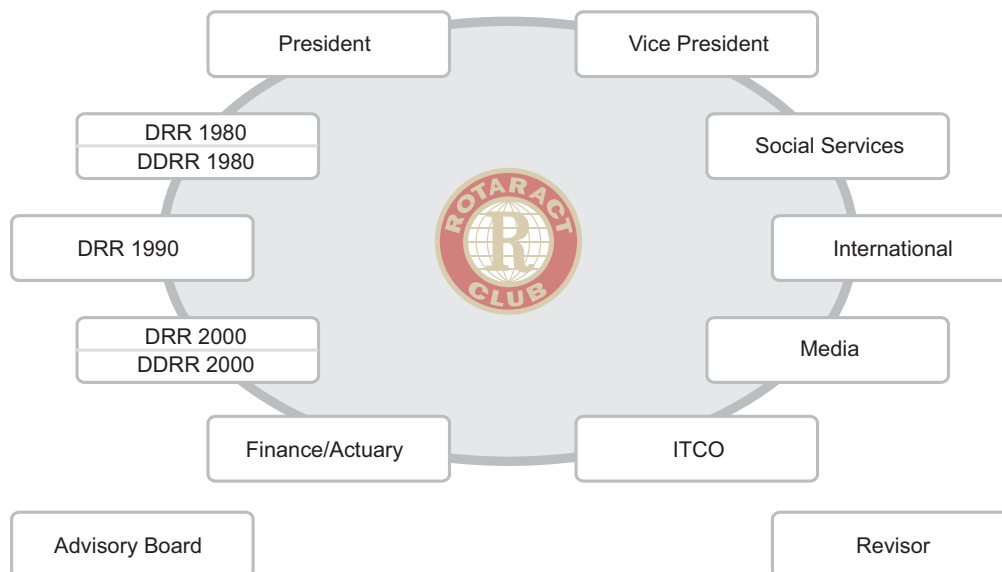 President
Vice President
DRR 1980
DDRR 1980
Social Services
ROTARACT
CLUB
R
DRR 1990
International
DRR 2000
DDRR 2000
Media
Finance/Actuary
ITCO
Advisory Board
Revisor